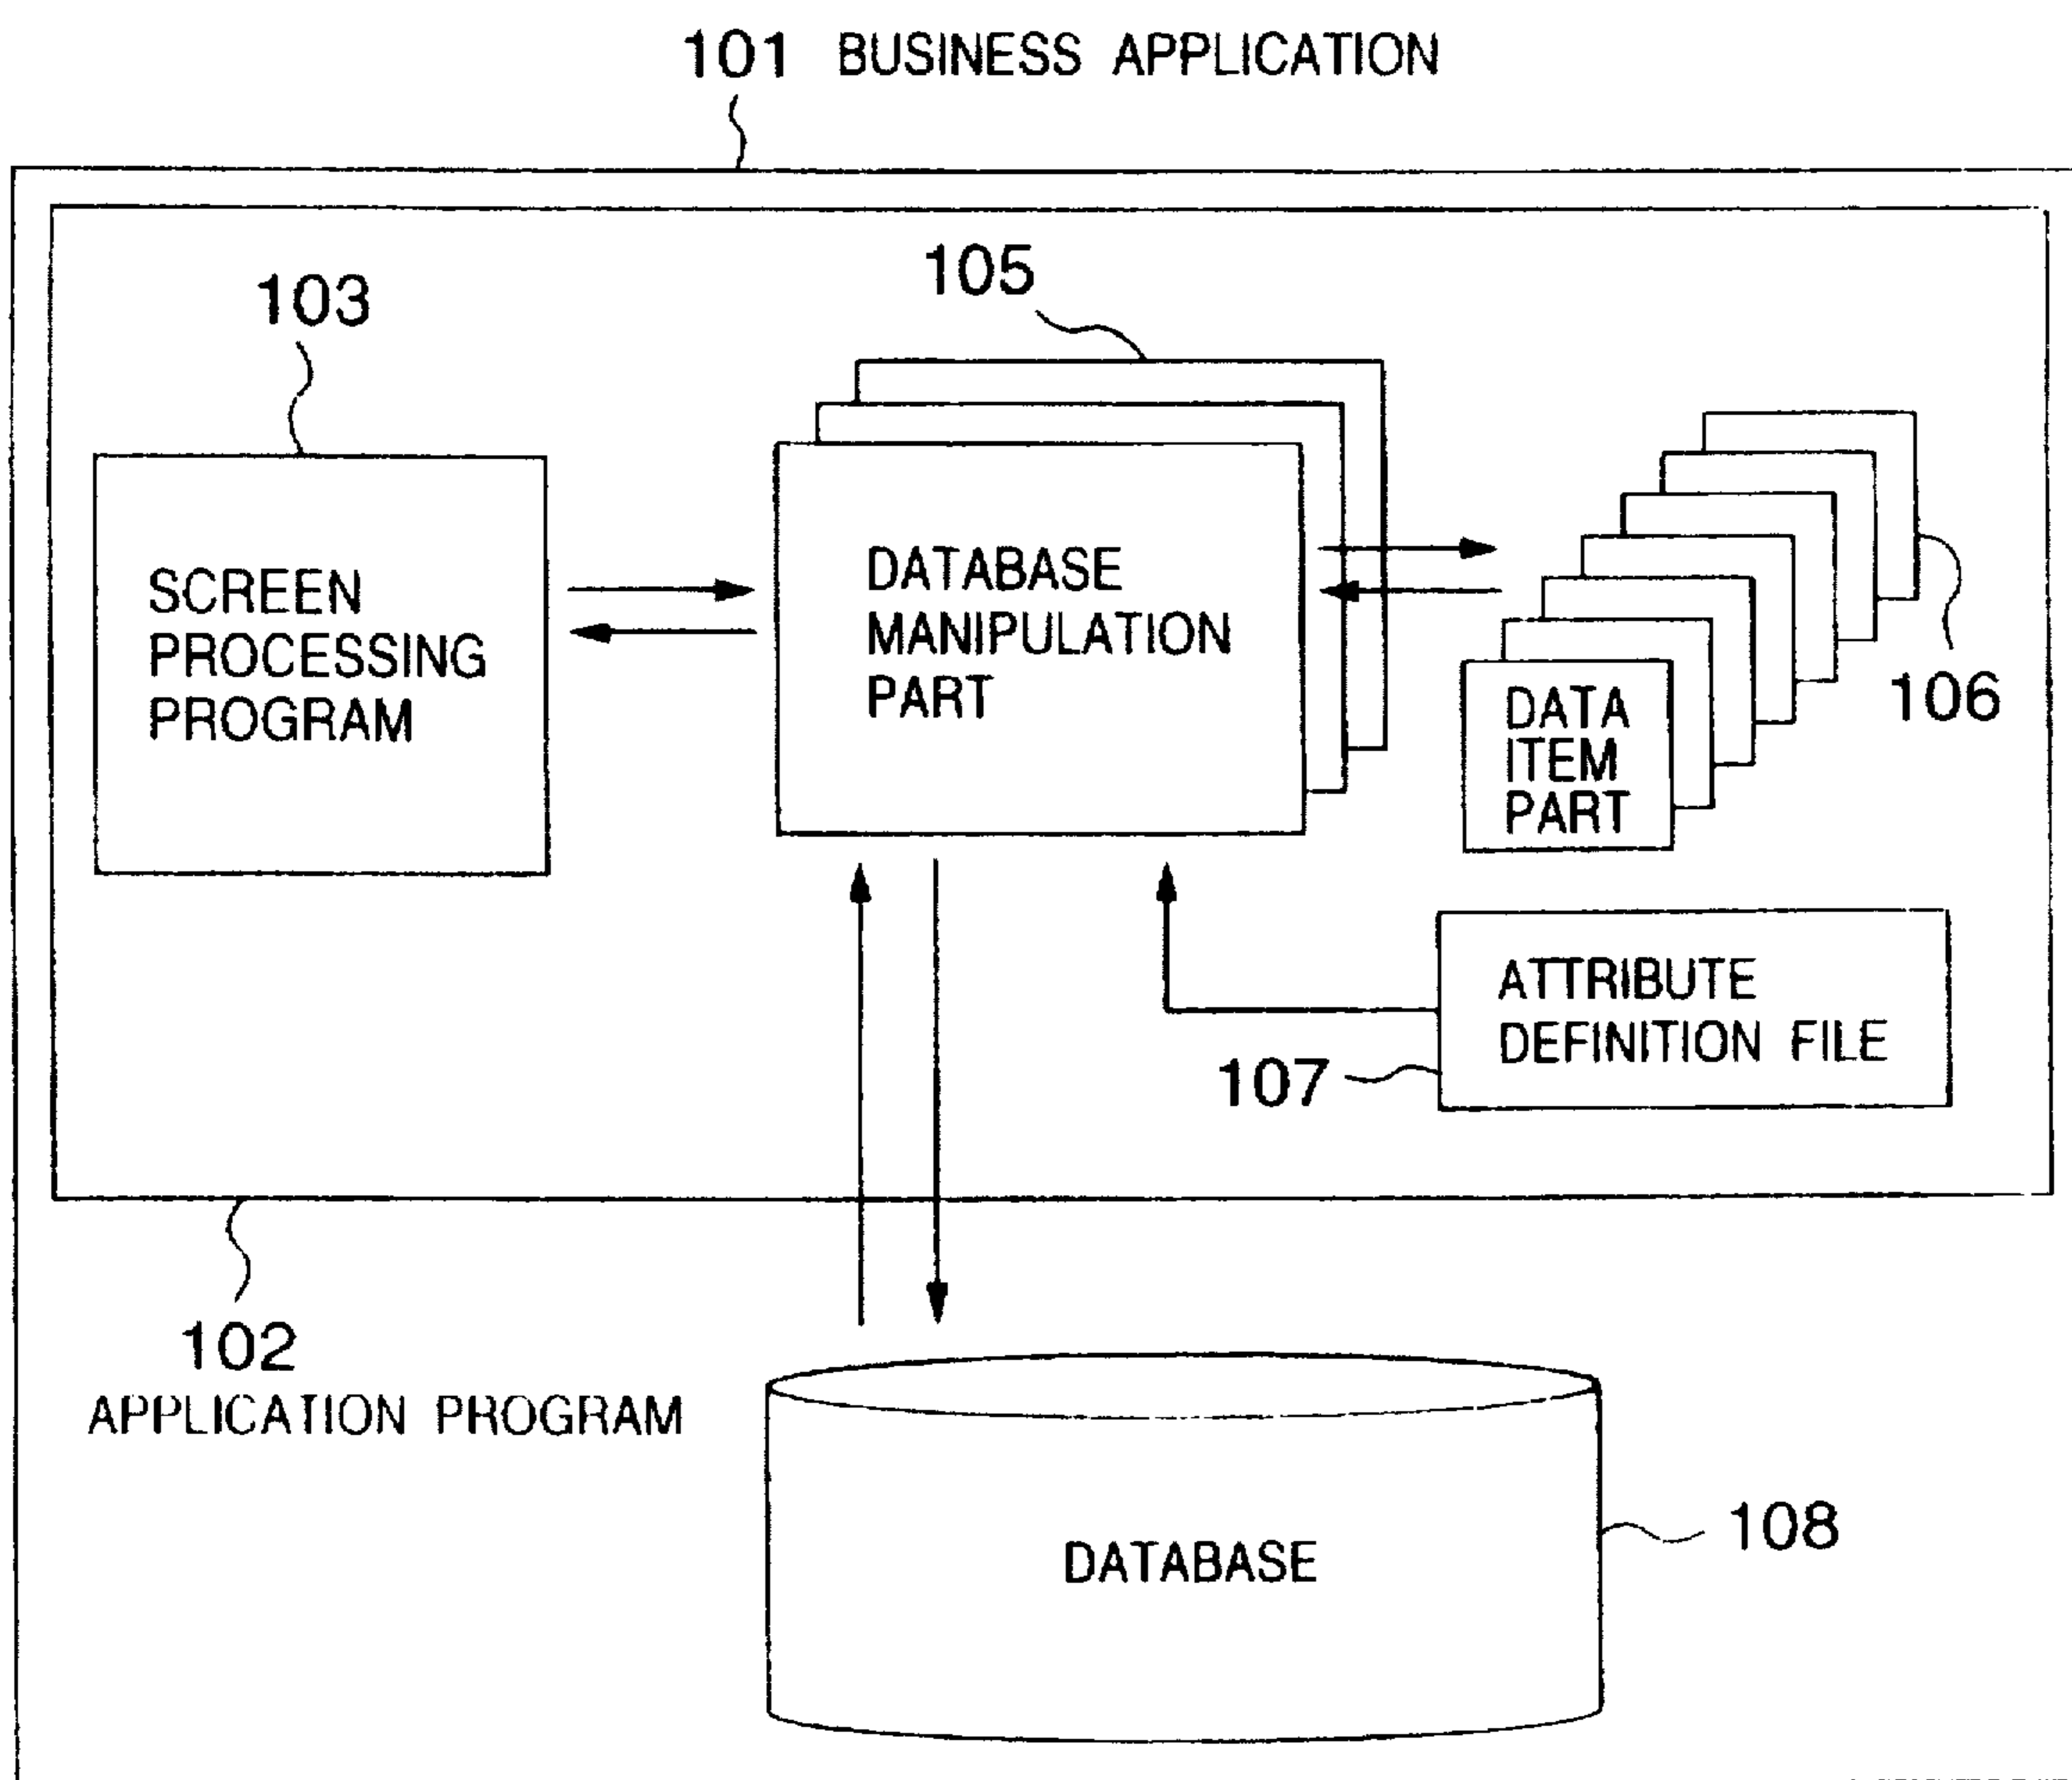 101 BUSINESS APPLICATION
103
105
SCREEN
PROCESSING
PROGRAM
DATABASE
MANIPULATION
PART
106
DATA
ITEM
PART
ATTRIBUTE
DEFINITION FILE
107
102
APPLICATION PROGRAM
DATABASE
108